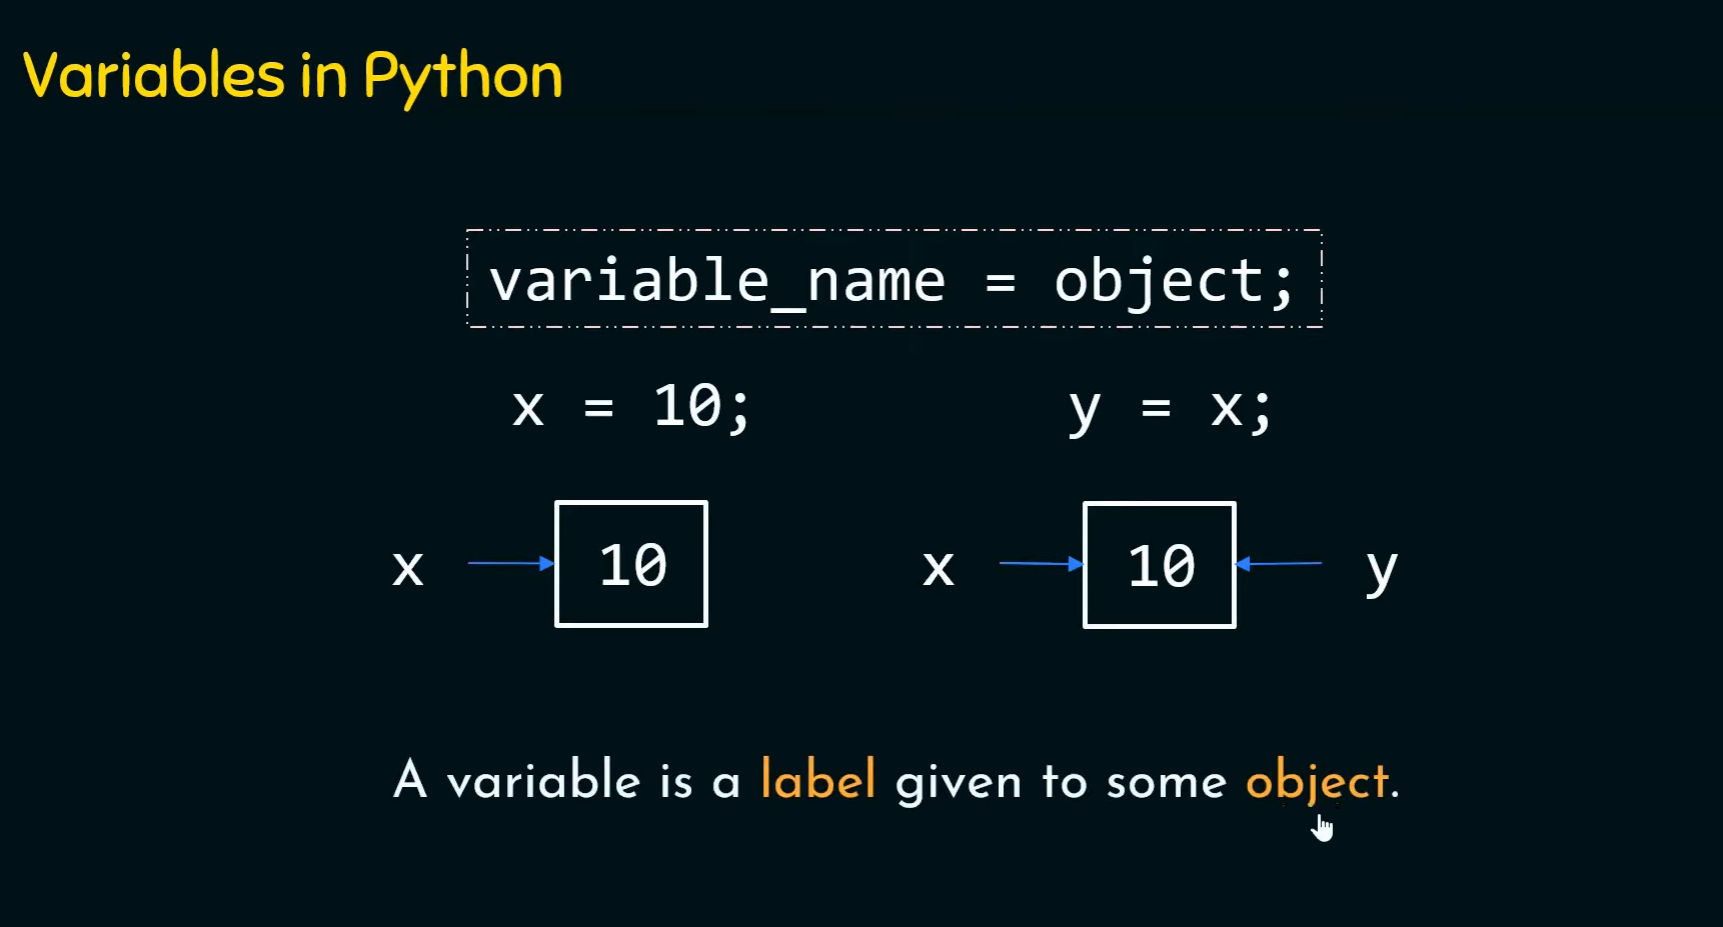 Variables in Python
variable_name = object;
x = 10; y = x;
x 10 x 10 y
A variable is a label given to some object.